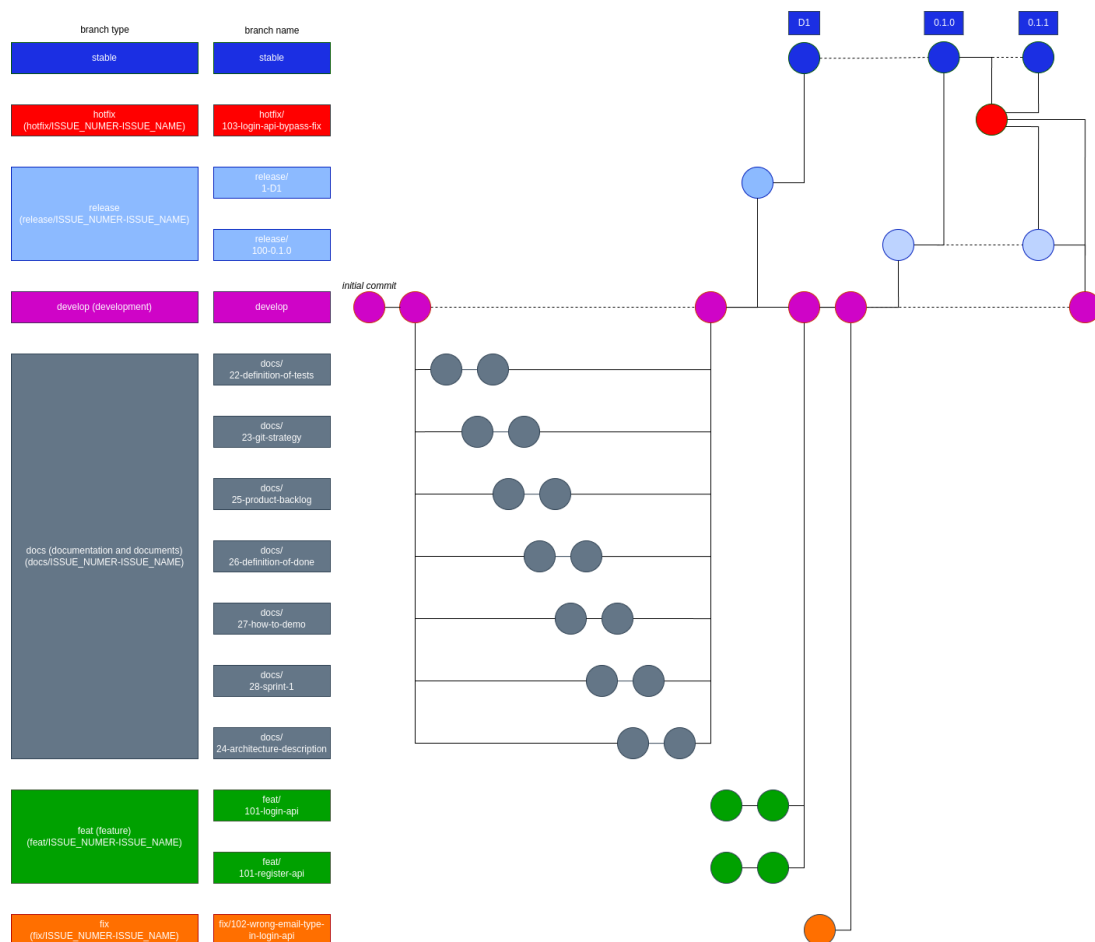 branch type
branch name
D1
0.1.0
0.1.1
stable
stable
hotfix
(hotfix/ISSUE_NUMER-ISSUE_NAME)
hotfix/
103-login-api-bypass-fix
release
(release/ISSUE_NUMER-ISSUE_NAME)
release/
1-D1
release/
100-0.1.0
initial commit
develop (development)
develop
docs (documentation and documents)
(docs/ISSUE_NUMER-ISSUE_NAME)
docs/
22-definition-of-tests
docs/
23-git-strategy
docs/
25-product-backlog
docs/
26-definition-of-done
docs/
27-how-to-demo
docs/
28-sprint-1
docs/
24-architecture-description
feat (feature)
(feat/ISSUE_NUMER-ISSUE_NAME)
feat/
101-login-api
feat/
101-register-api
fix
(fix/ISSUE_NUMER-ISSUE_NAME)
fix/102-wrong-email-type-
in-login-api